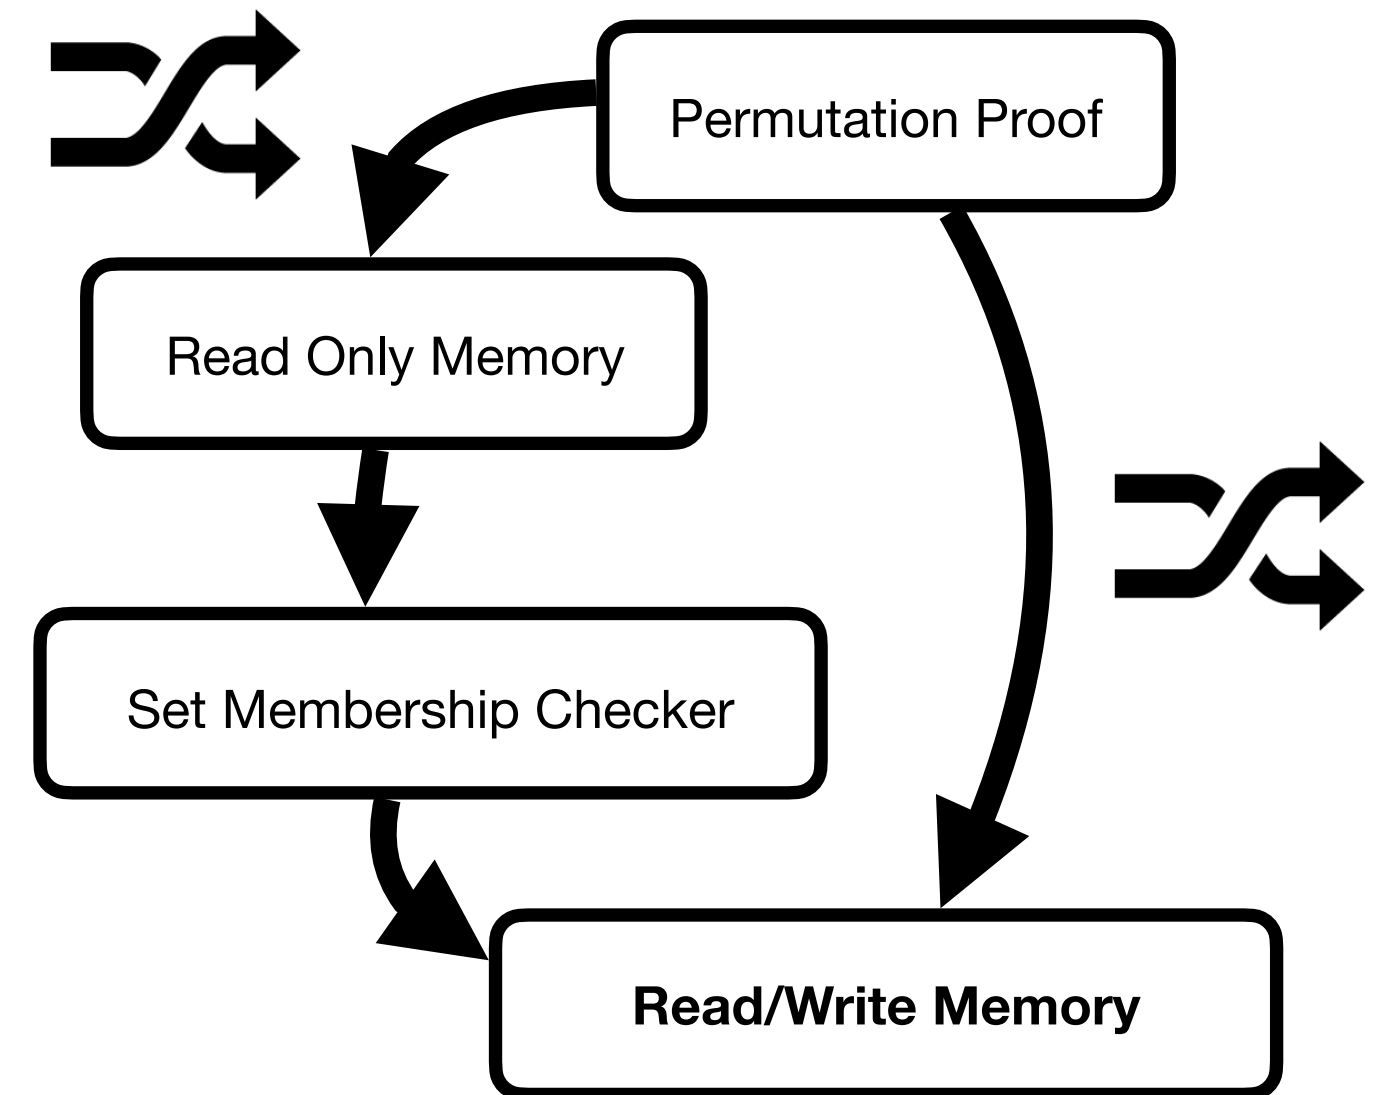 Permutation Proof
Read Only Memory
Set Membership Checker
Read/Write Memory